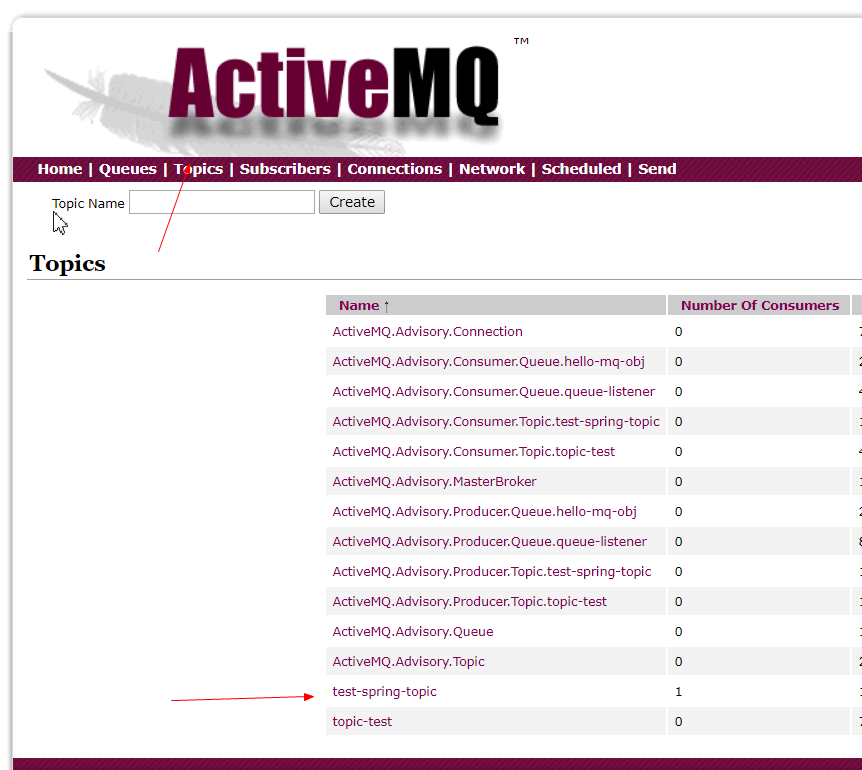 ActiveMQ ™
Home | Queues | Topics | Subscribers | Connections | Network | Scheduled | Send
Topic Name Create
Topics
Name ↑ Number Of Consumers
ActiveMQ.Advisory.Connection 0
ActiveMQ.Advisory.Consumer.Queue.hello-mq-obj 0
ActiveMQ.Advisory.Consumer.Queue.queue-listener 0
ActiveMQ.Advisory.Consumer.Topic.test-spring-topic 0
ActiveMQ.Advisory.Consumer.Topic.topic-test 0
ActiveMQ.Advisory.MasterBroker 0
ActiveMQ.Advisory.Producer.Queue.hello-mq-obj 0
ActiveMQ.Advisory.Producer.Queue.queue-listener 0
ActiveMQ.Advisory.Producer.Topic.test-spring-topic 0
ActiveMQ.Advisory.Producer.Topic.topic-test 0
ActiveMQ.Advisory.Queue 0
ActiveMQ.Advisory.Topic 0
test-spring-topic 1
topic-test 0